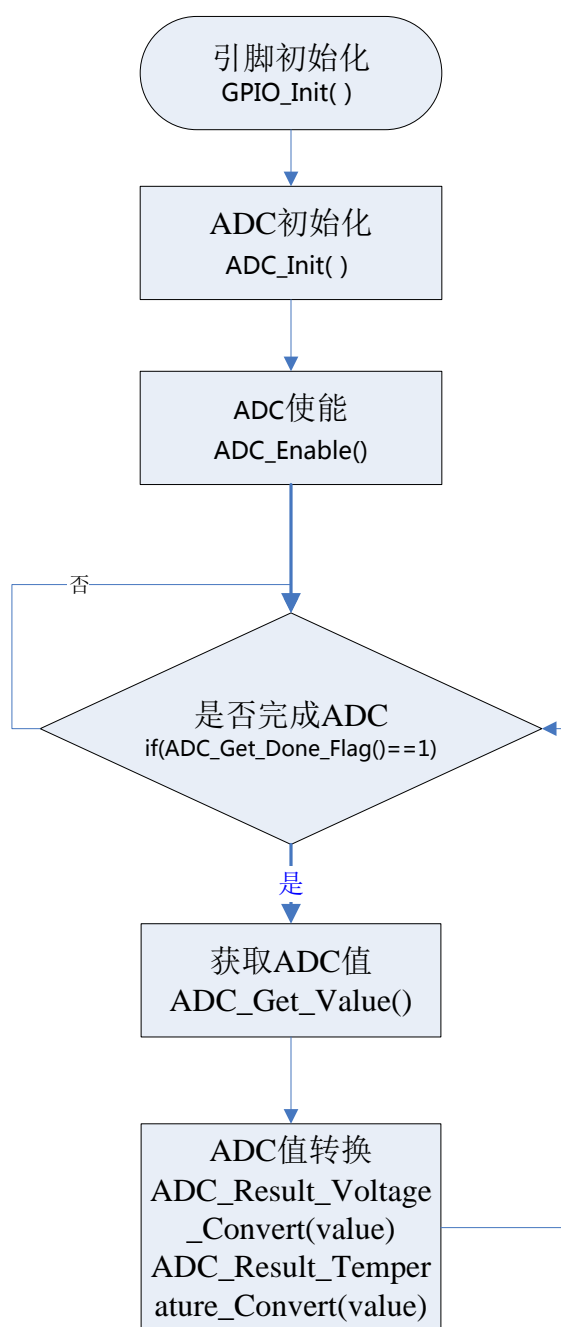 引脚初始化
GPIO_Init( )
ADC初始化
ADC_Init( )
ADC使能
ADC_Enable()
否
是否完成ADC
if(ADC_Get_Done_Flag()==1)
是
获取ADC值
ADC_Get_Value()
ADC值转换
ADC_Result_Voltage
_Convert(value)
ADC_Result_Temper
ature_Convert(value)